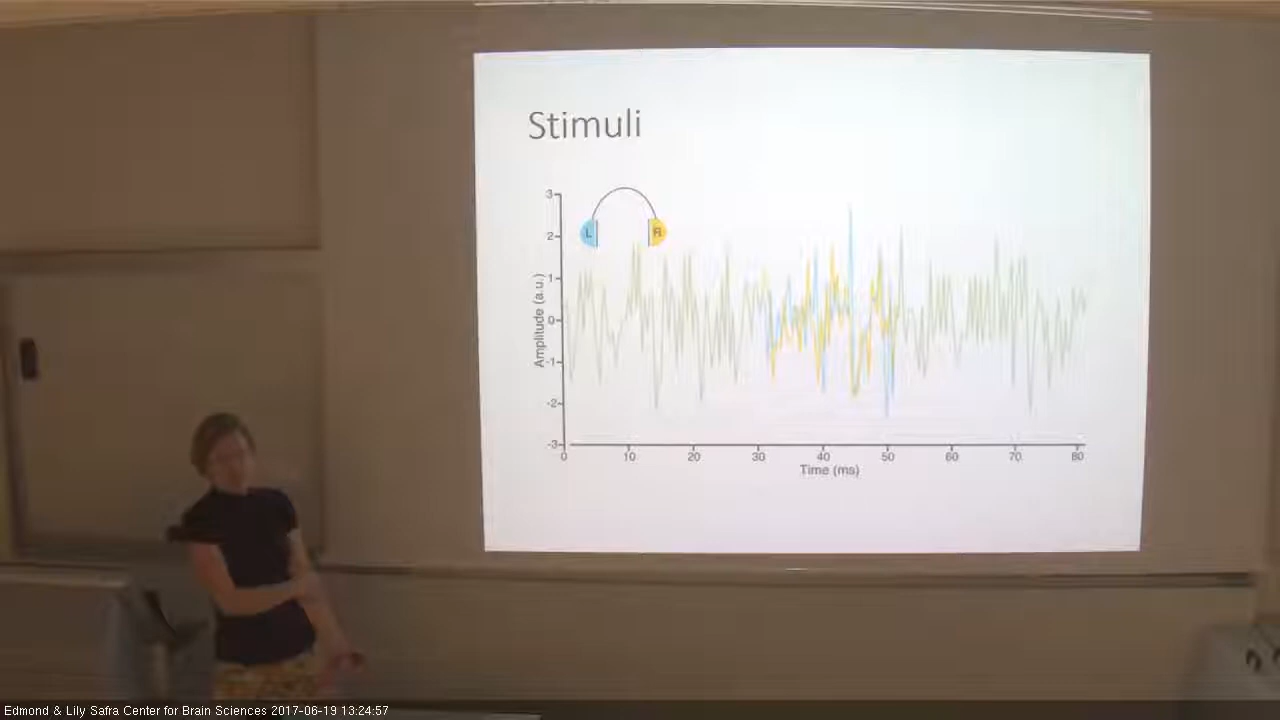 Stimuli
3
2
1
0
-1
-2
-3
Amplitude (a.u.)
L
R
0 10 20 30 40 50 60 70 80
Time (ms)
Edmond & Lily Safra Center for Brain Sciences 2017-06-19 13:24:57